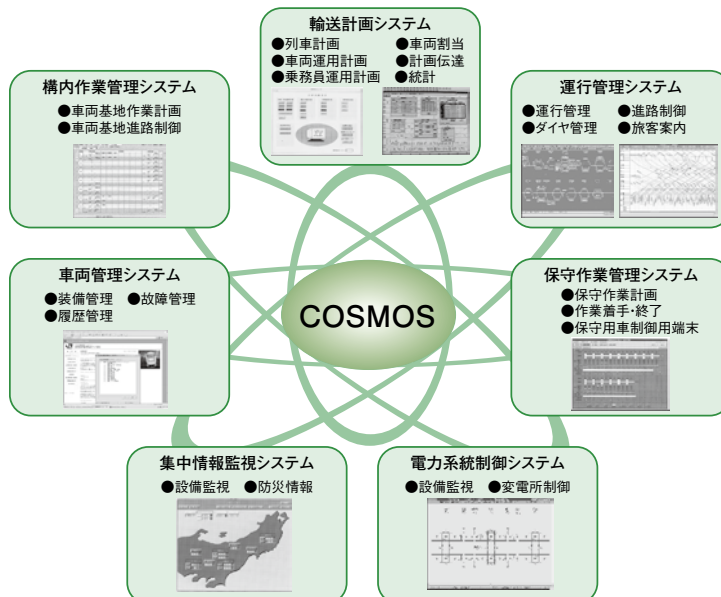 輸送計画システム
●列車計画 ●車両割当
●車両運用計画 ●計画伝達
●乗務員運用計画 ●統計
構内作業管理システム
●車両基地作業計画
●車両基地進路制御
運行管理システム
●運行管理 ●進路制御
●ダイヤ管理 ●旅客案内
車両管理システム
●装備管理 ●故障管理
●履歴管理
COSMOS
保守作業管理システム
●保守作業計画
●作業着手・終了
●保守用車制御用端末
集中情報監視システム
●設備監視 ●防災情報
電力系統制御システム
●設備監視 ●変電所制御